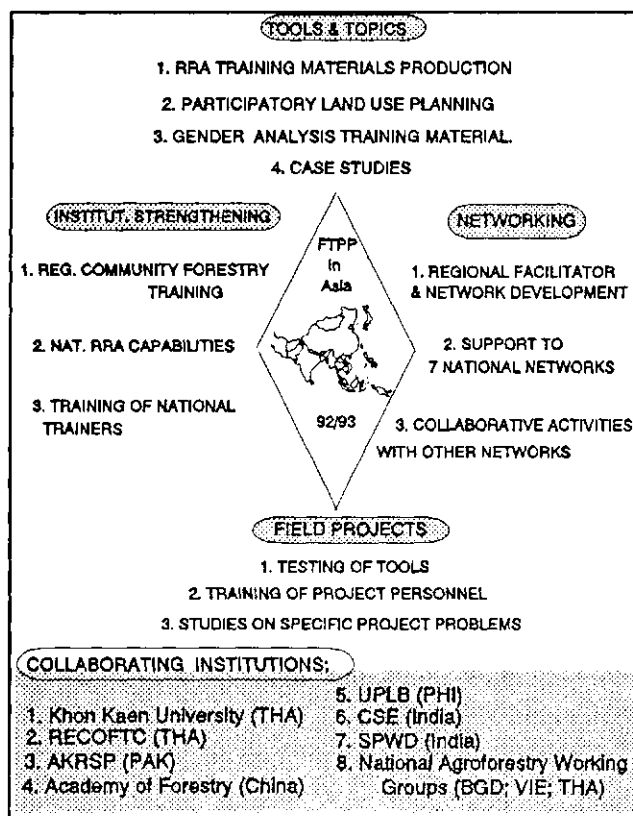 TOOLS & TOPICS
1. RRA TRAINING MATERIALS PRODUCTION
2. PARTICIPATORY LAND USE PLANNING
3. GENDER ANALYSIS TRAINING MATERIAL.
4. CASE STUDIES
INSTITUT. STRENGTHENING
1. REG. COMMUNITY FORESTRY
TRAINING
2. NAT. RRA CAPABILITIES
3. TRAINING OF NATIONAL
TRAINERS
FTPP
in
Asia
92/93
NETWORKING
1. REGIONAL FACILITATOR
& NETWORK DEVELOPMENT
2. SUPPORT TO
7 NATIONAL NETWORKS
3. COLLABORATIVE ACTIVITIES
WITH OTHER NETWORKS
FIELD PROJECTS
1. TESTING OF TOOLS
2. TRAINING OF PROJECT PERSONNEL
3. STUDIES ON SPECIFIC PROJECT PROBLEMS
COLLABORATING INSTITUTIONS;
1. Khon Kaen University (THA)
2. RECOFTC (THA)
3. AKRSP (PAK)
4. Academy of Forestry (China)
5. UPLB (PHI)
6. CSE (India)
7. SPWD (India)
8. National Agroforestry Working
Groups (BGD; VIE; THA)